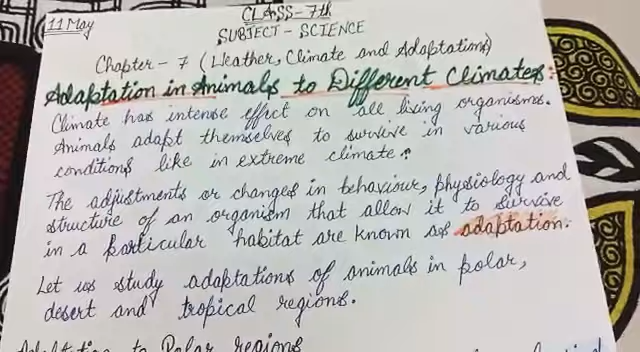 11 May
CLASS-7th
SUBJECT - SCIENCE
Chapter - 7 (Weather, Climate and Adaptations)
Adaptation in Animals to Different Climates:
Climate has intense effect on all living organisms.
Animals adapt themselves to survive in various
conditions like in extreme climate.
The adjustments or changes in behaviour, physiology and
structure of an organism that allow it to survive
in a particular habitat are known as adaptation.
Let us study adaptations of animals in polar,
desert and tropical regions.
to Polar regions